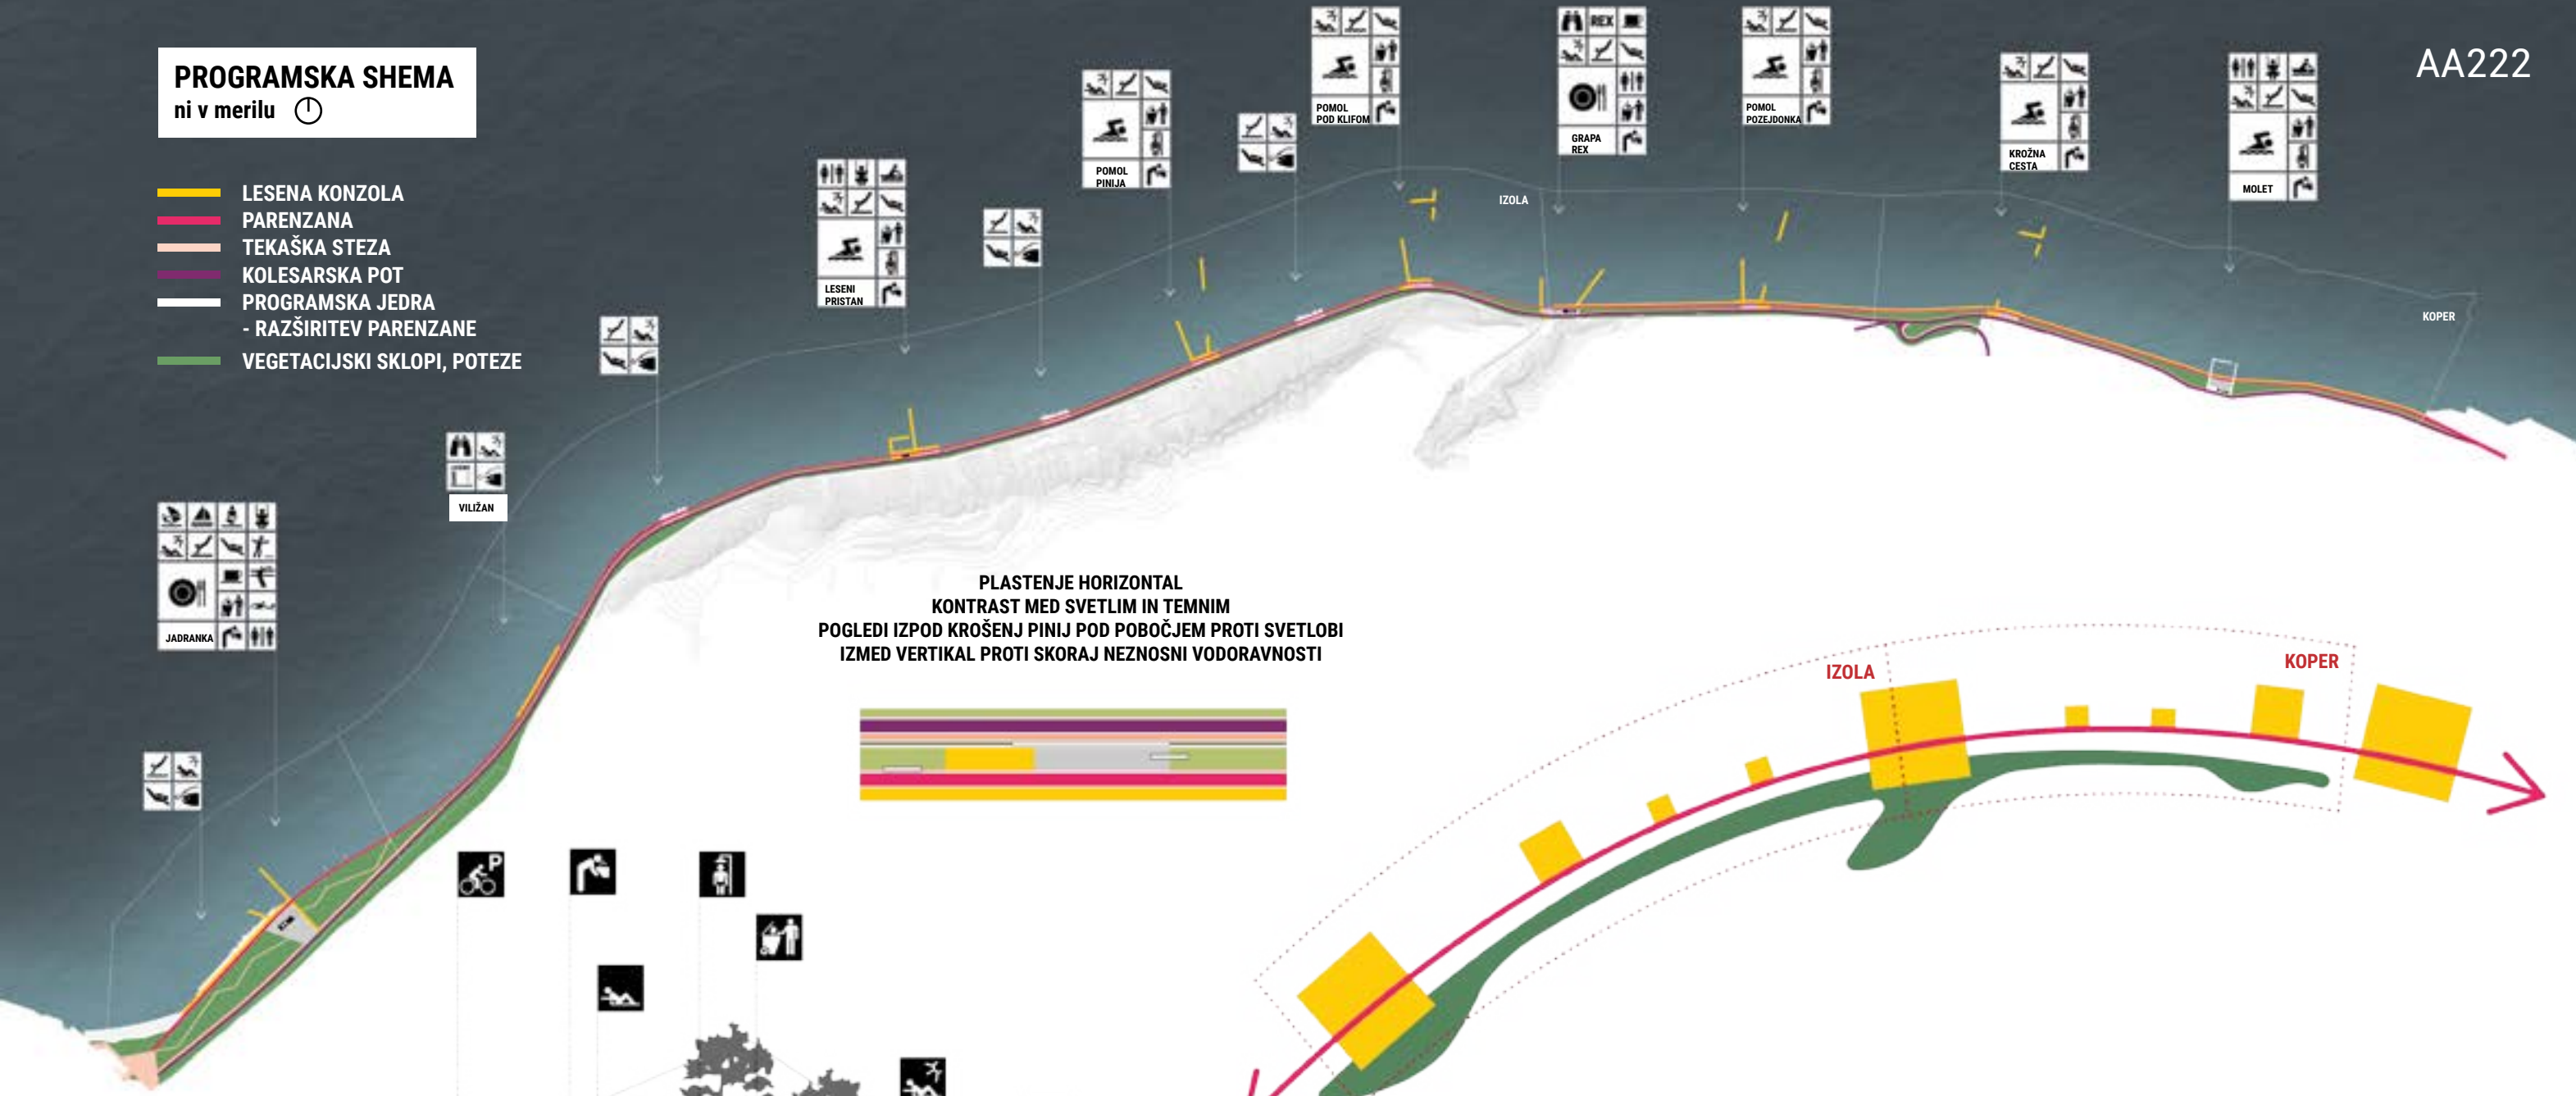 PROGRAMSKA SHEMA
ni v merilu
AA222
LESENA KONZOLA
PARENZANA
TEKAŠKA STEZA
KOLESARSKA POT
PROGRAMSKA JEDRA
- RAZŠIRITEV PARENZANE
VEGETACIJSKI SKLOPI, POTEZE
JADRANKA
VILIŽAN
LESENI
PRISTAN
POMOL
PINIJA
POMOL
POD KLIFOM
REX
GRAPA
REX
POMOL
POZEJDONKA
KROŽNA
CESTA
MOLET
IZOLA
KOPER
PLASTENJE HORIZONTAL
KONTRAST MED SVETLIM IN TEMNIM
POGLEDI IZPOD KROŠENJ PINIJ POD POBOČJEM PROTI SVETLOBI
IZMED VERTIKAL PROTI SKORAJ NEZNOSNI VODORAVNOSTI
IZOLA
KOPER
P